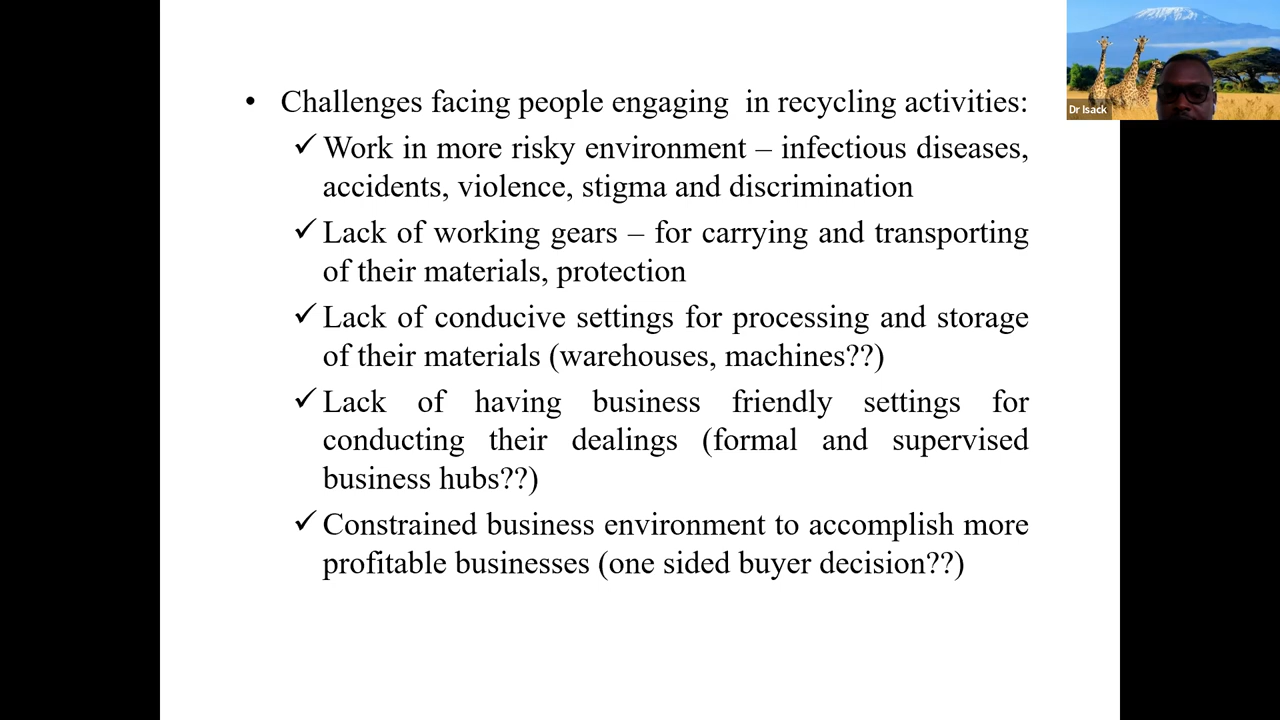 • Challenges facing people engaging in recycling activities:
✓ Work in more risky environment – infectious diseases,
accidents, violence, stigma and discrimination
✓ Lack of working gears – for carrying and transporting
of their materials, protection
✓ Lack of conducive settings for processing and storage
of their materials (warehouses, machines??)
✓ Lack of having business friendly settings for
conducting their dealings (formal and supervised
business hubs??)
✓ Constrained business environment to accomplish more
profitable businesses (one sided buyer decision??)
Dr Isack